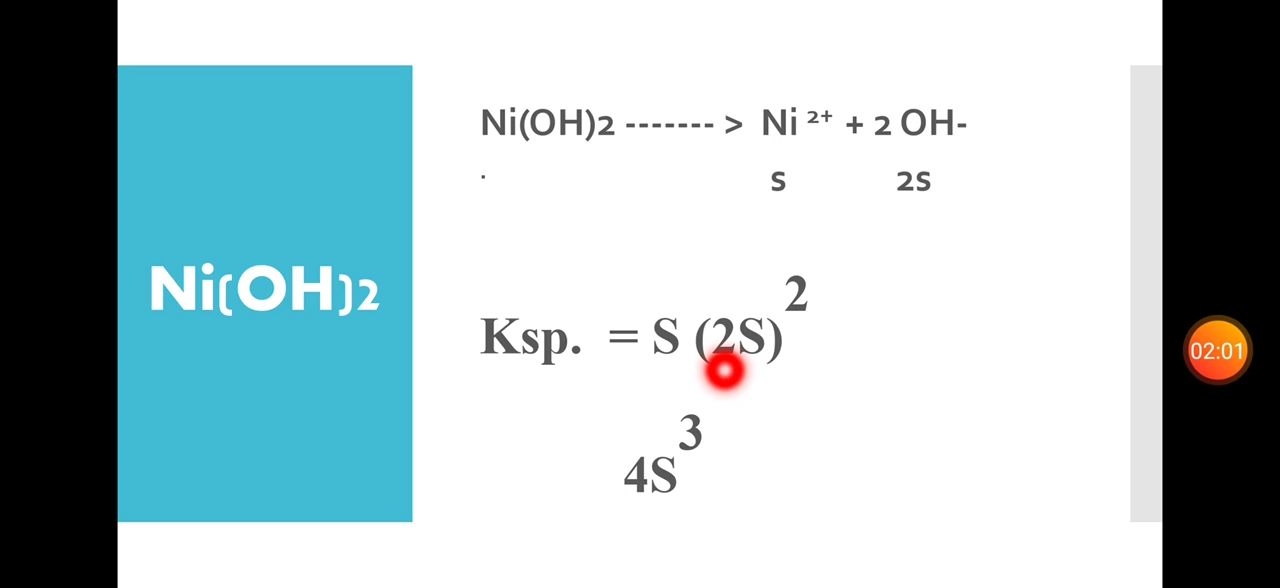 Ni(OH)2
Ni(OH)2 ------- > Ni ²⁺ + 2 OH-
. s 2s
Ksp. = S (2S)²
4S³
02:01